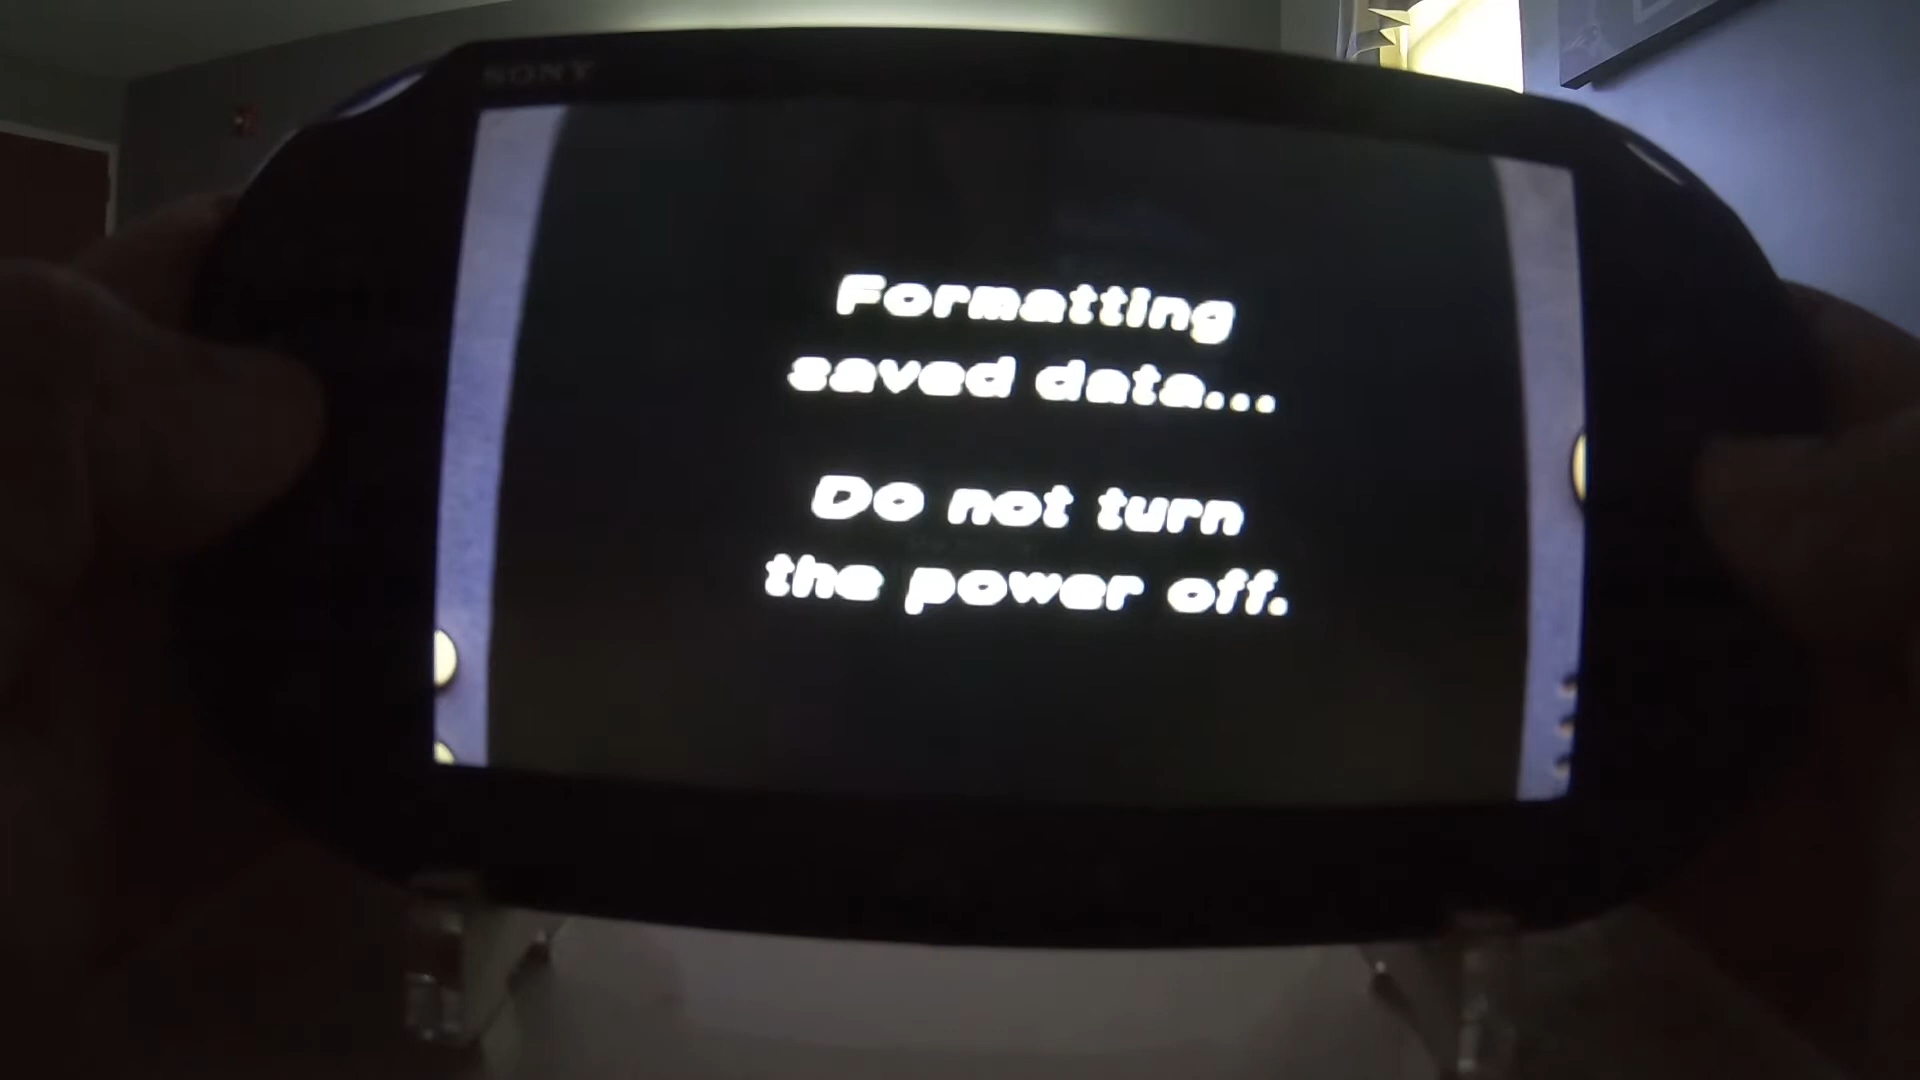 SONY
Formatting
saved data...
Do not turn
the power off.